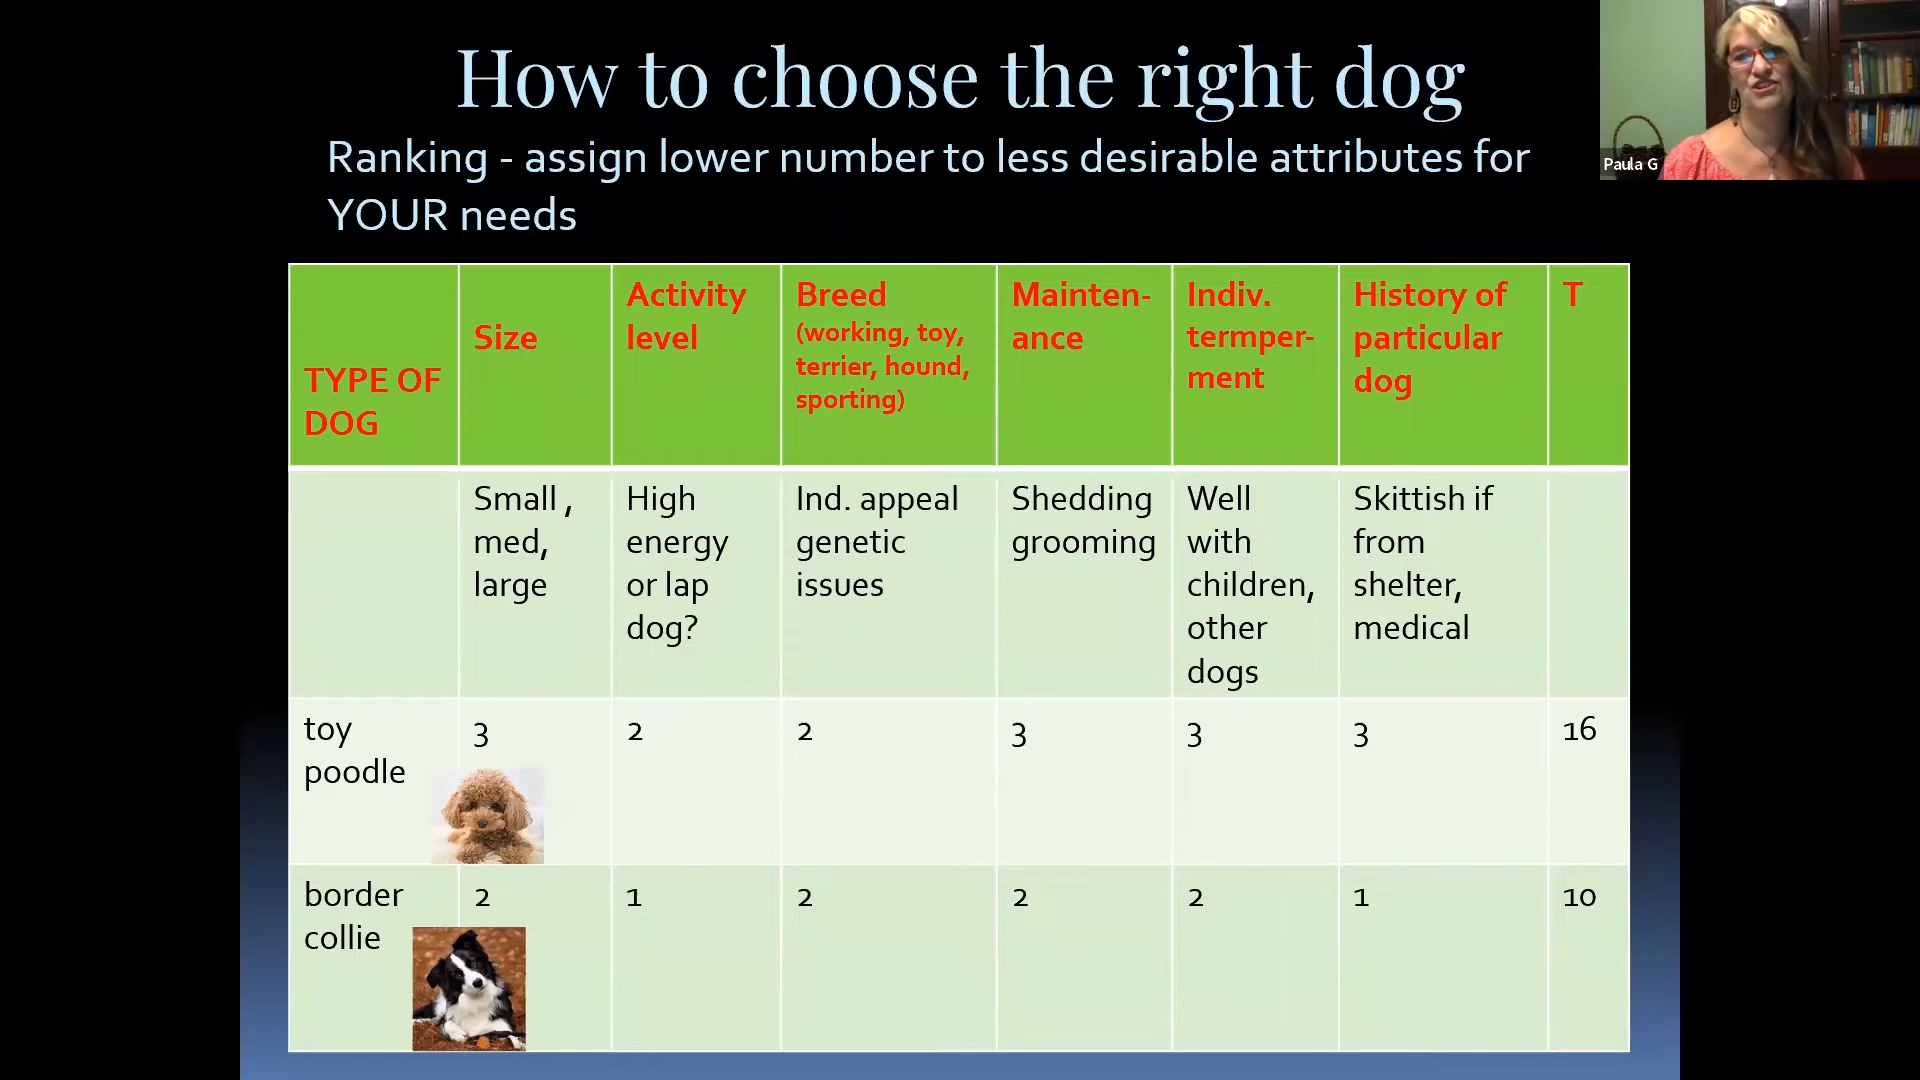 How to choose the right dog
Ranking - assign lower number to less desirable attributes for
YOUR needs
Paula G
TYPE OF
DOG
Size
Activity
level
Breed
(working, toy,
terrier, hound,
sporting)
Mainten-
ance
Indiv.
termper-
ment
History of
particular
dog
T
Small ,
med,
large
High
energy
or lap
dog?
Ind. appeal
genetic
issues
Shedding
grooming
Well
with
children,
other
dogs
Skittish if
from
shelter,
medical
toy
poodle
3
2
2
3
3
3
16
border
collie
2
1
2
2
2
1
10